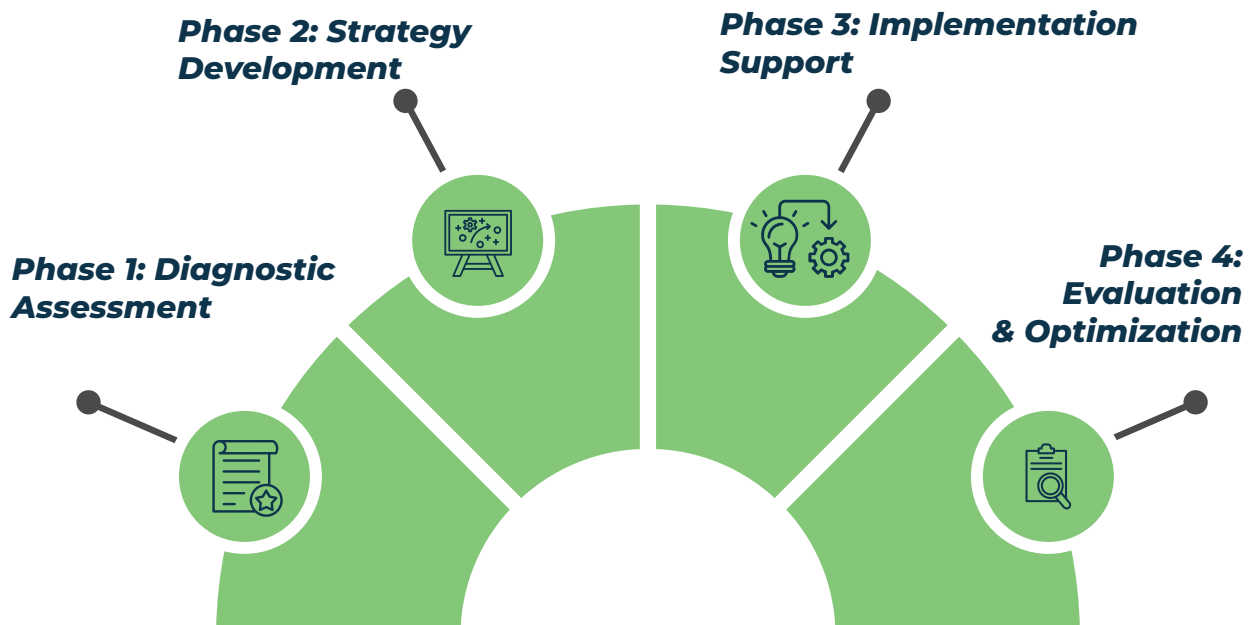 Phase 1: Diagnostic
Assessment
Phase 2: Strategy
Development
Phase 3: Implementation
Support
Phase 4:
Evaluation
& Optimization